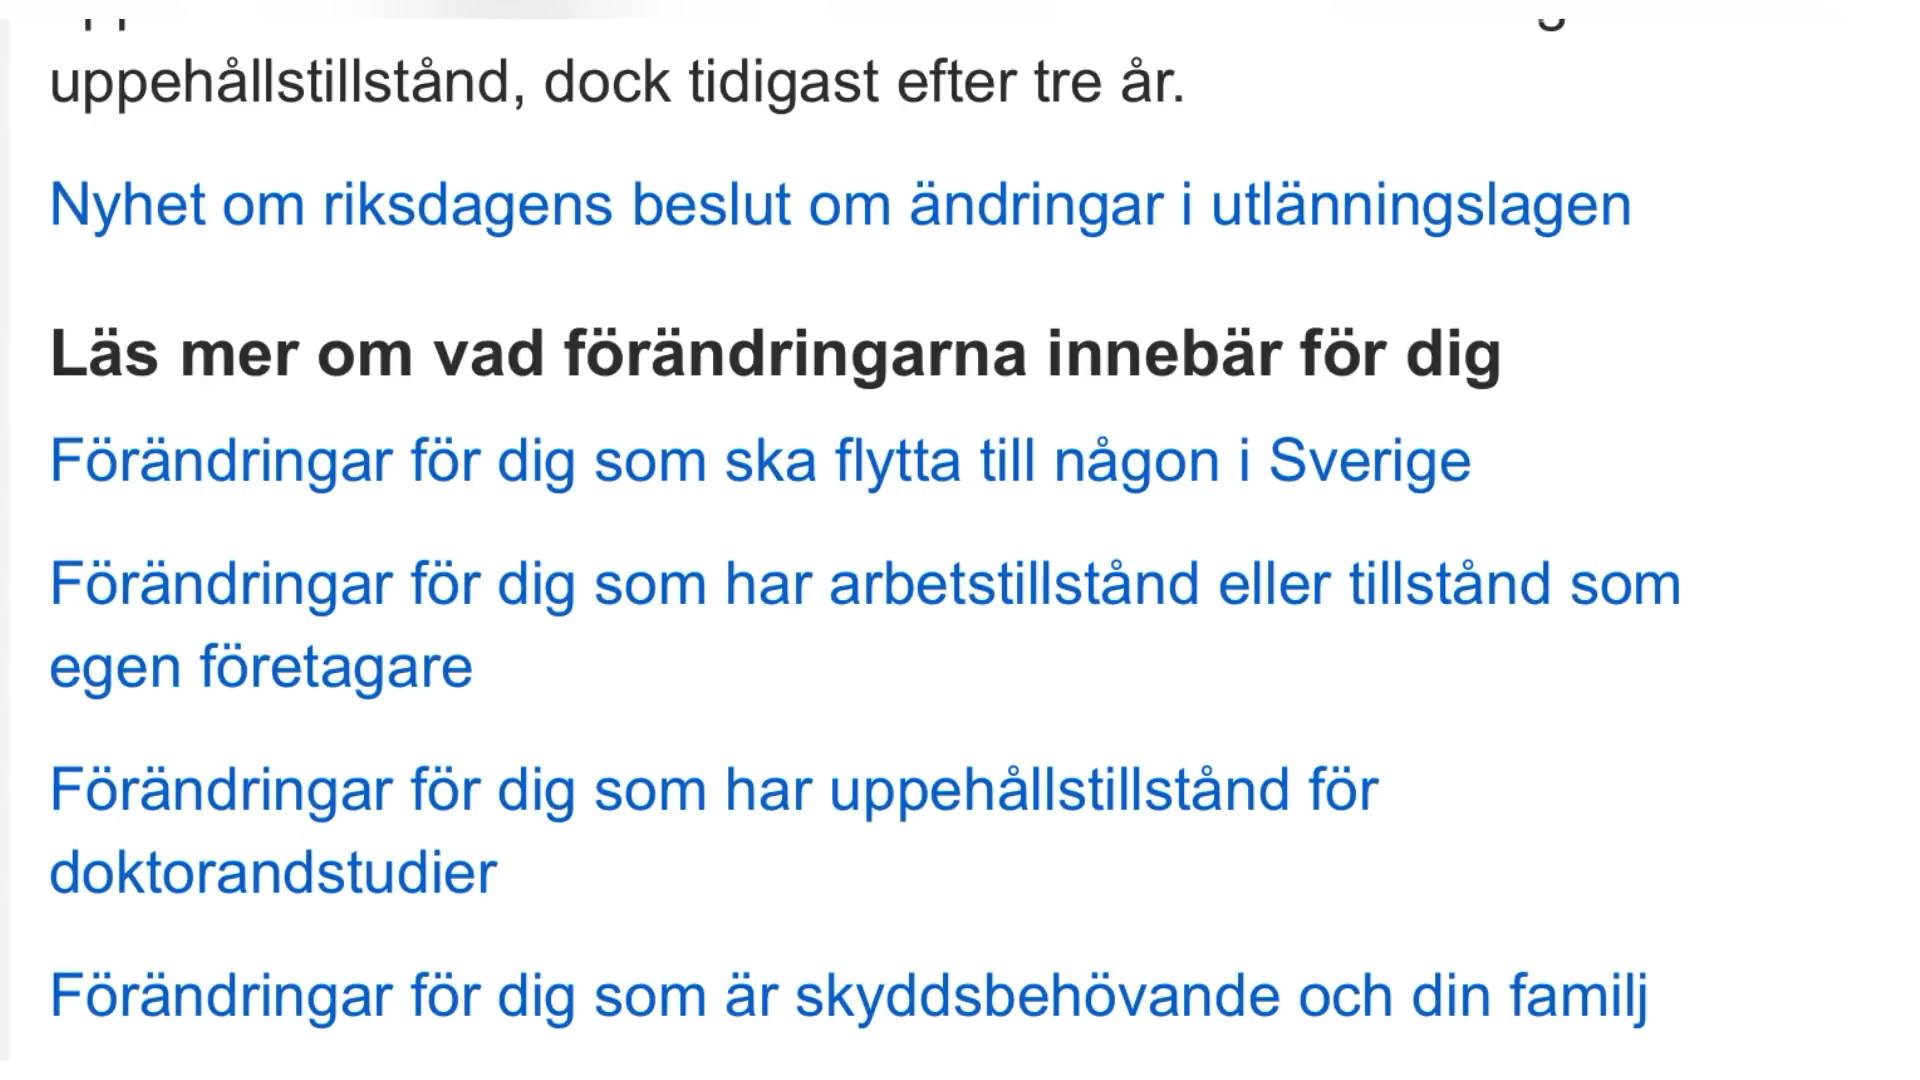 uppehållstillstånd, dock tidigast efter tre år.
Nyhet om riksdagens beslut om ändringar i utlänningslagen
Läs mer om vad förändringarna innebär för dig
Förändringar för dig som ska flytta till någon i Sverige
Förändringar för dig som har arbetstillstånd eller tillstånd som
egen företagare
Förändringar för dig som har uppehållstillstånd för
doktorandstudier
Förändringar för dig som är skyddsbehövande och din familj